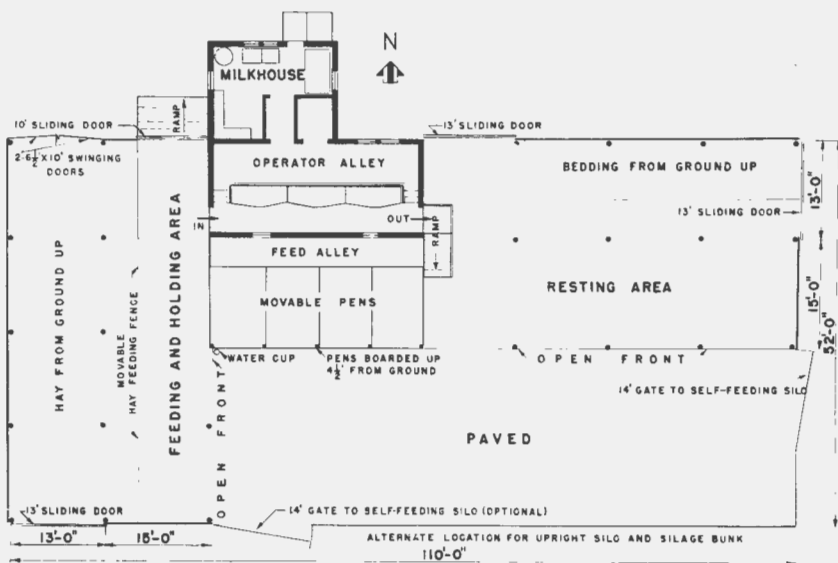 N
MILKHOUSE
RAMP
10' SLIDING DOOR
2-6½'X10' SWINGING
DOORS
13' SLIDING DOOR
OPERATOR ALLEY
BEDDING FROM GROUND UP
13'-0"
13' SLIDING DOOR
IN
OUT
RAMP
FEED ALLEY
MOVABLE PENS
RESTING AREA
15'-0"
52'-0"
HAY FROM GROUND UP
MOVABLE
HAY FEEDING FENCE
FEEDING AND HOLDING AREA
WATER CUP
PENS BOARDED UP
4½' FROM GROUND
OPEN FRONT
14' GATE TO SELF-FEEDING SILO
OPEN FRONT
PAVED
13' SLIDING DOOR
14' GATE TO SELF-FEEDING SILO (OPTIONAL)
13'-0"
15'-0"
ALTERNATE LOCATION FOR UPRIGHT SILO AND SILAGE BUNK
110'-0"